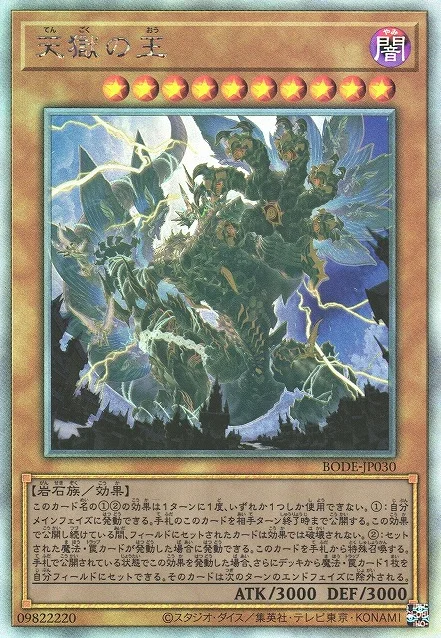 天獄の王
闇
BODE-JP030
【岩石族/効果】
このカード名の①②の効果は1ターンに1度、いずれか1つしか使用できない。①:自分
メインフェイズに発動できる。手札のこのカードを相手ターン終了時まで公開する。この効果
で公開し続けている間、フィールドにセットされたカードは効果では破壊されない。②:セット
された魔法・罠カードが発動した場合に発動できる。このカードを手札から特殊召喚する。
手札で公開されている状態でこの効果を発動した場合、さらにデッキから魔法・罠カード1枚を
自分フィールドにセットできる。そのカードは次のターンのエンドフェイズに除外される。
ATK/3000 DEF/3000
09822220
©スタジオ・ダイス/集英社・テレビ東京・KONAMI